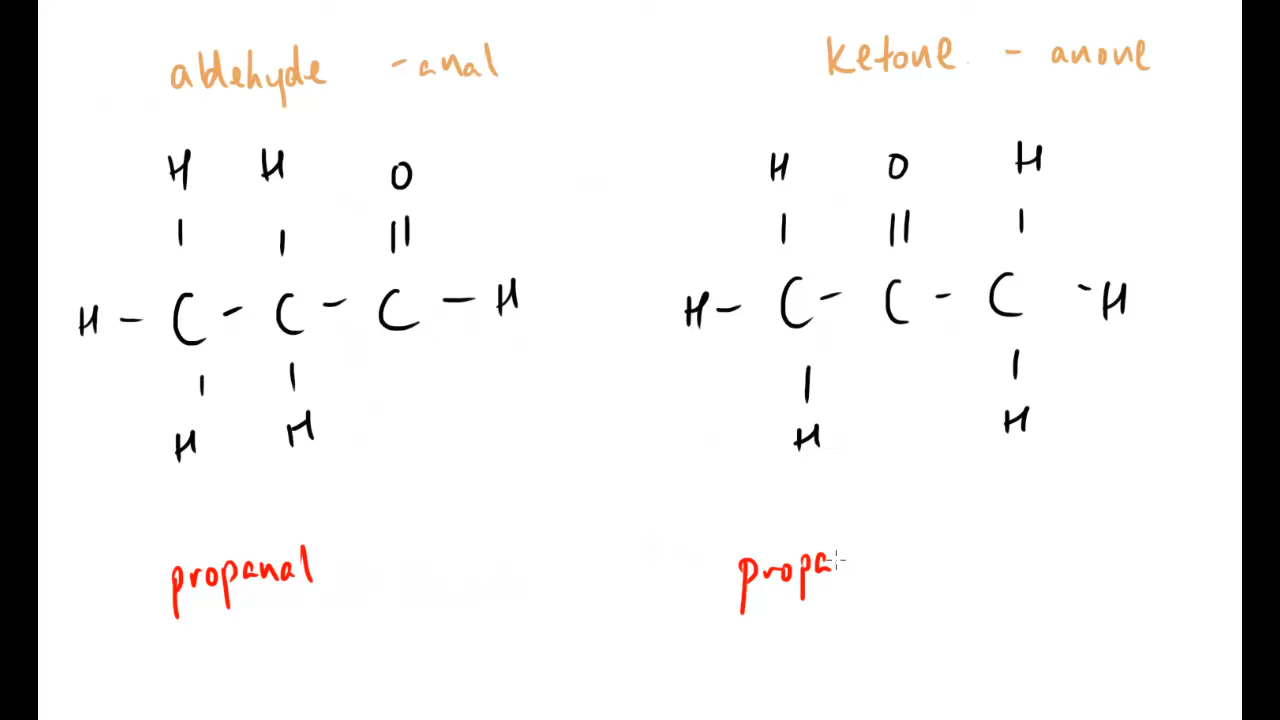 aldehyde -anal
ketone - anone
H H O
H - C - C - C - H
H H
H O H
H - C - C - C - H
H H
propanal
propa